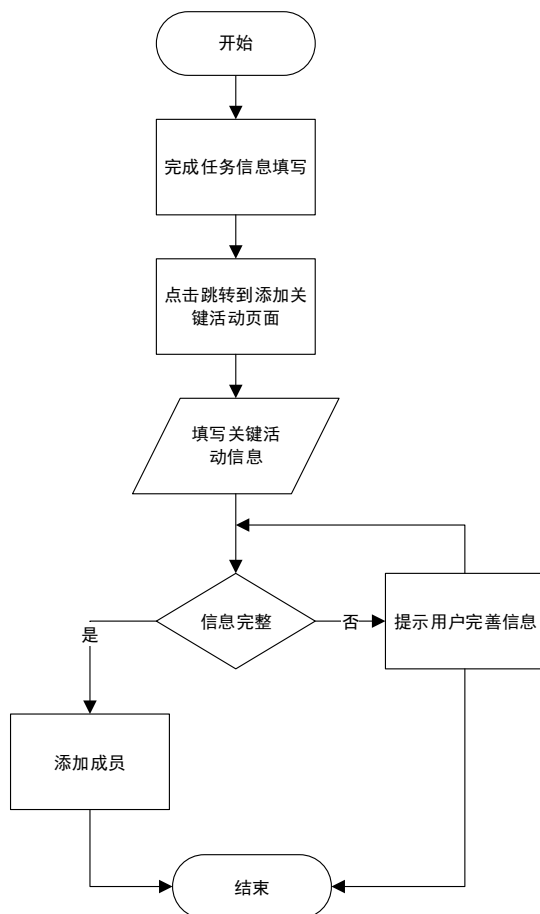 开始
完成任务信息填写
点击跳转到添加关
键活动页面
填写关键活
动信息
信息完整
否
提示用户完善信息
是
添加成员
结束